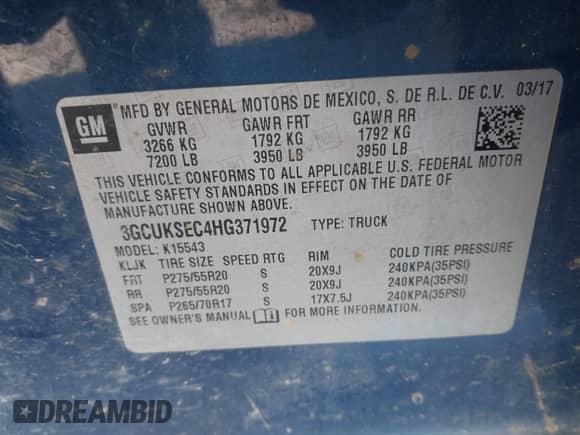 GM
MFD BY GENERAL MOTORS DE MEXICO, S. DE R.L. DE C.V. 03/17
GVWR GAWR FRT GAWR RR
3266 KG 1792 KG 1792 KG
7200 LB 3950 LB 3950 LB
THIS VEHICLE CONFORMS TO ALL APPLICABLE U.S. FEDERAL MOTOR
VEHICLE SAFETY STANDARDS IN EFFECT ON THE DATE OF
MANUFACTURE SHOWN ABOVE.
3GCUKSEC4HG371972 TYPE: TRUCK
MODEL: K15543
KLJK TIRE SIZE SPEED RTG RIM COLD TIRE PRESSURE
FRT P275/55R20 S 20X9J 240KPA(35PSI)
RR P275/55R20 S 20X9J 240KPA(35PSI)
SPA P265/70R17 S 17X7.5J 240KPA(35PSI)
SEE OWNER'S MANUAL FOR MORE INFORMATION.
DREAMBID